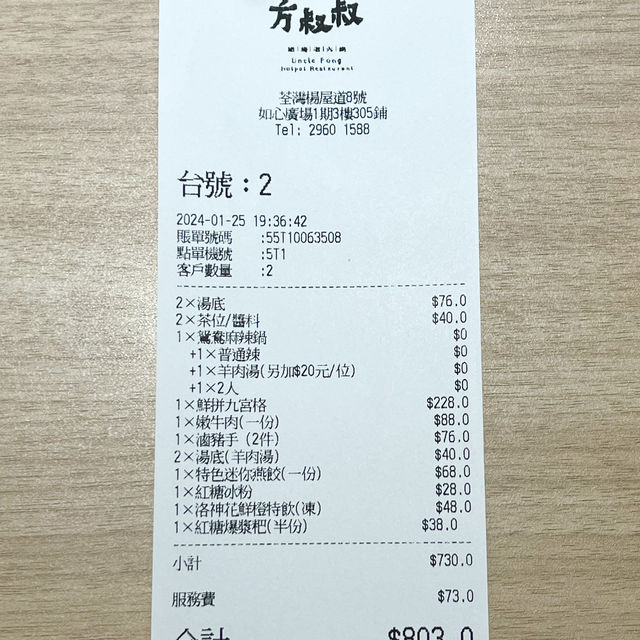 方叔叔
Uncle Fong
Hotpot Restaurant
荃灣楊屋道8號
如心廣場1期3樓305鋪
Tel: 2960 1588
台號：2
2024-01-25 19:36:42
賬單號碼 :55T10063508
點單機號 :5T1
客戶數量 :2
2×湯底 $76.0
2×茶位/醬料 $40.0
1×鴛鴦麻辣鍋 $0
+1×普通辣 $0
+1×羊肉湯(另加$20元/位) $0
+1×2人 $0
1×鮮拼九宮格 $228.0
1×嫩牛肉(一份) $88.0
1×滷豬手 (2件) $76.0
2×湯底(羊肉湯) $40.0
1×特色迷你燕餃(一份) $68.0
1×紅糖冰粉 $28.0
1×洛神花鮮橙特飲(凍) $48.0
1×紅糖爆漿粑(半份) $38.0
小計 $730.0
服務費 $73.0
合計 $803.0